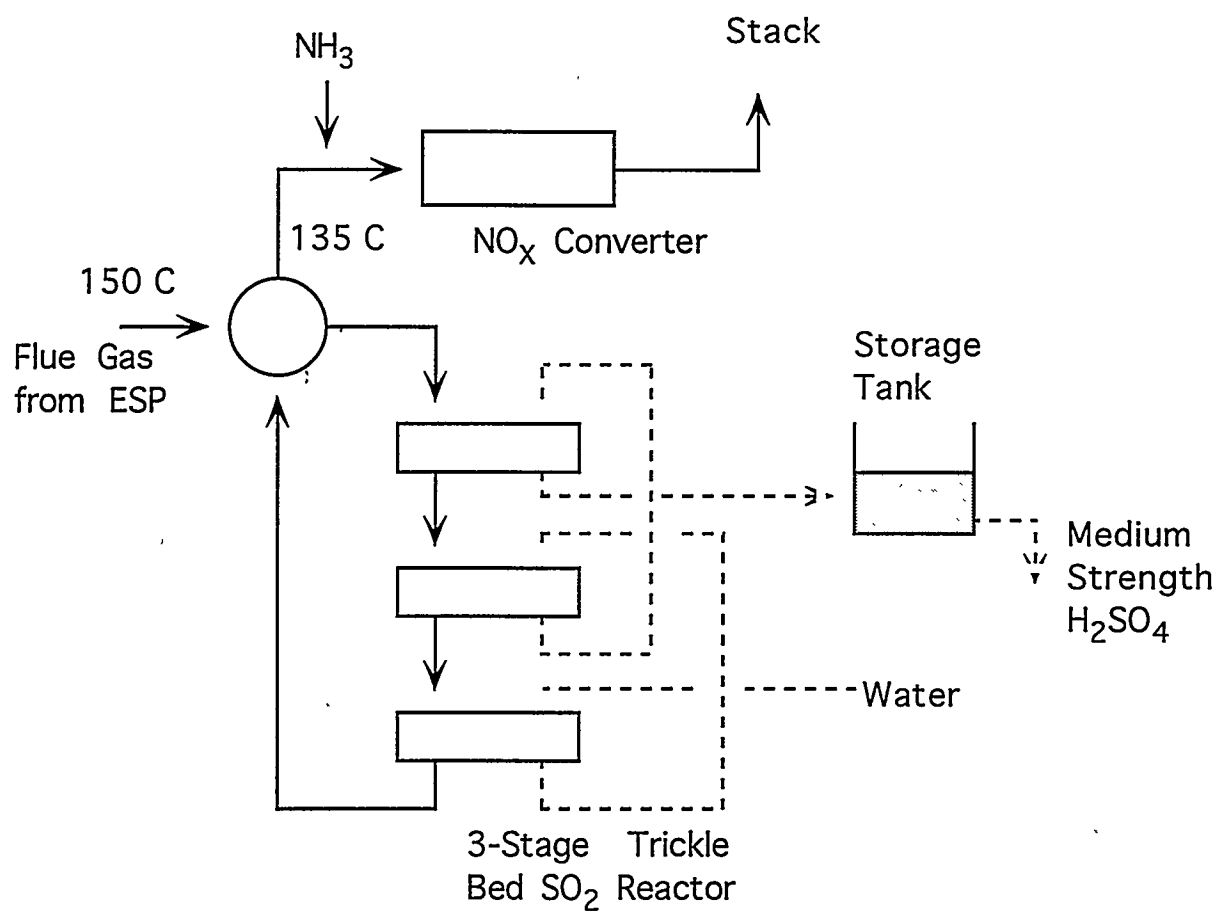 NH3
Stack
135 C
NOX Converter
150 C
Flue Gas
from ESP
Storage
Tank
Medium
Strength
H2SO4
Water
3-Stage Trickle
Bed SO2 Reactor